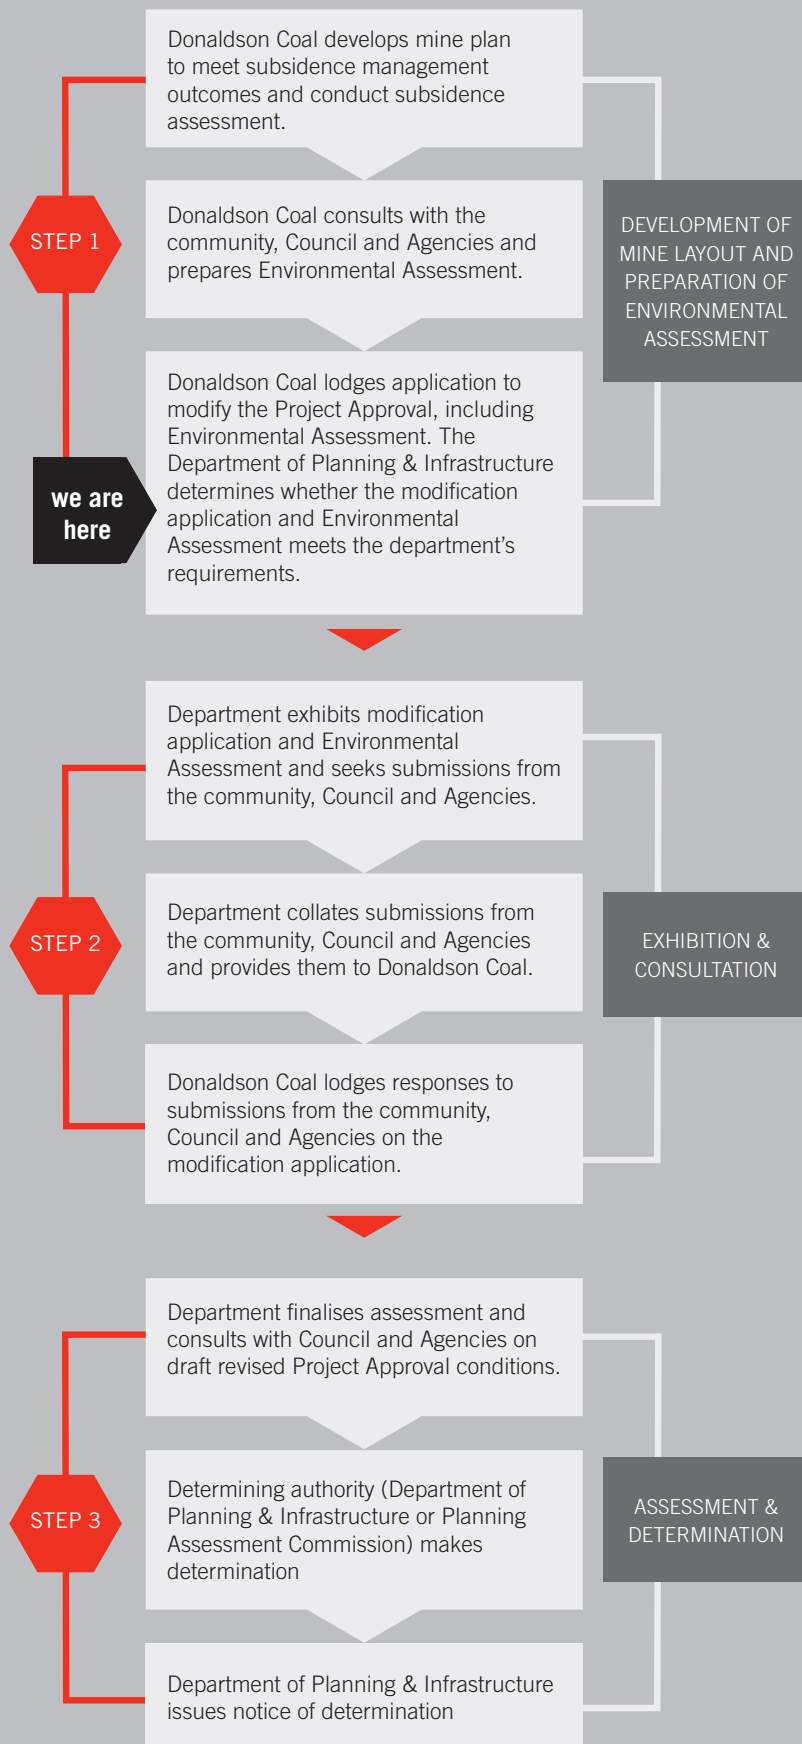 Donaldson Coal develops mine plan
to meet subsidence management
outcomes and conduct subsidence
assessment.
STEP 1
Donaldson Coal consults with the
community, Council and Agencies and
prepares Environmental Assessment.
DEVELOPMENT OF
MINE LAYOUT AND
PREPARATION OF
ENVIRONMENTAL
ASSESSMENT
we are
here
Donaldson Coal lodges application to
modify the Project Approval, including
Environmental Assessment. The
Department of Planning & Infrastructure
determines whether the modification
application and Environmental
Assessment meets the department’s
requirements.
Department exhibits modification
application and Environmental
Assessment and seeks submissions from
the community, Council and Agencies.
STEP 2
Department collates submissions from
the community, Council and Agencies
and provides them to Donaldson Coal.
EXHIBITION &
CONSULTATION
Donaldson Coal lodges responses to
submissions from the community,
Council and Agencies on the
modification application.
Department finalises assessment and
consults with Council and Agencies on
draft revised Project Approval conditions.
STEP 3
Determining authority (Department of
Planning & Infrastructure or Planning
Assessment Commission) makes
determination
ASSESSMENT &
DETERMINATION
Department of Planning & Infrastructure
issues notice of determination